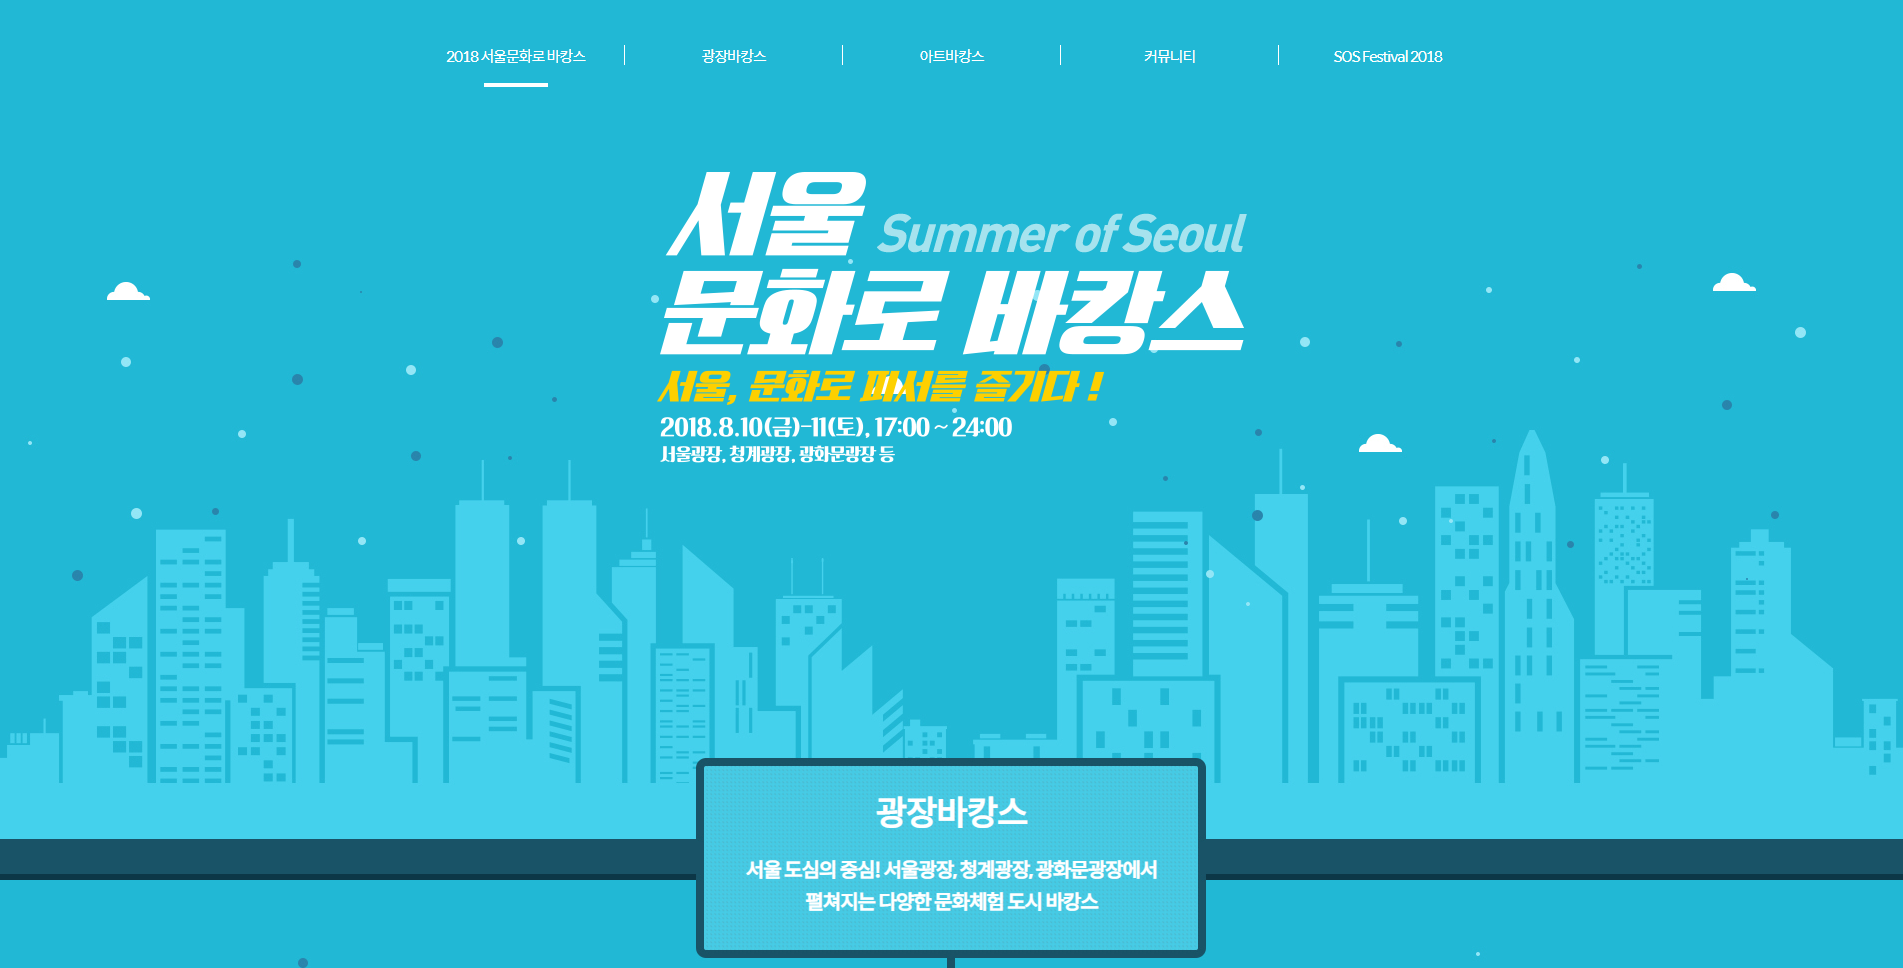 2018 서울문화로 바캉스
광장바캉스
아트바캉스
커뮤니티
SOS Festival 2018
서울 Summer of Seoul
문화로 바캉스
서울, 문화로 피서를 즐기다 !
2018.8.10(금)-11(토), 17:00 ~ 24:00
서울광장, 청계광장, 광화문광장 등
광장바캉스
서울 도심의 중심! 서울광장, 청계광장, 광화문광장에서
펼쳐지는 다양한 문화체험 도시 바캉스